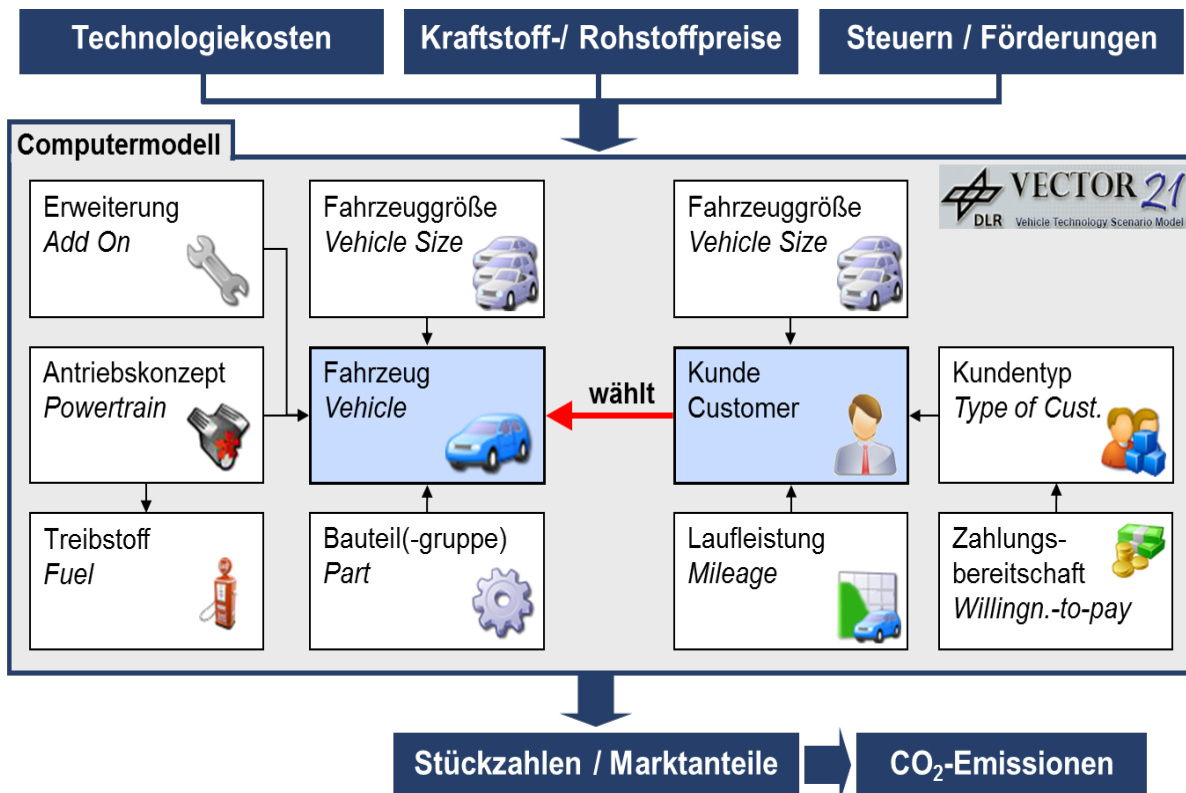 Technologiekosten
Kraftstoff-/ Rohstoffpreise
Steuern / Förderungen
Computermodell
VECTOR 21
DLR
Vehicle Technology Scenario Model
Erweiterung
Add On
Fahrzeuggröße
Vehicle Size
Fahrzeuggröße
Vehicle Size
Antriebskonzept
Powertrain
Fahrzeug
Vehicle
wählt
Kunde
Customer
Kundentyp
Type of Cust.
Treibstoff
Fuel
Bauteil(-gruppe)
Part
Laufleistung
Mileage
Zahlungs-
bereitschaft
Willingn.-to-pay
Stückzahlen / Marktanteile
CO₂-Emissionen